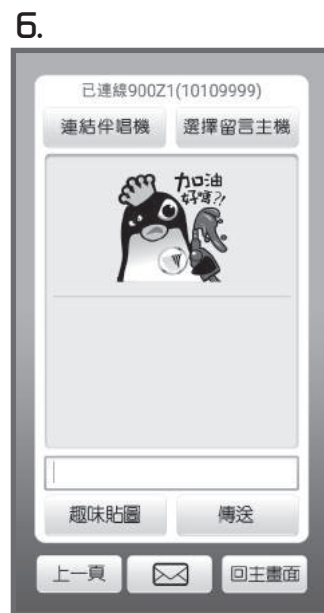 6.
已連線900Z1(10109999)
連結伴唱機 選擇留言主機
加口油
好嗎?!
趣味貼圖 傳送
上一頁 回主畫面